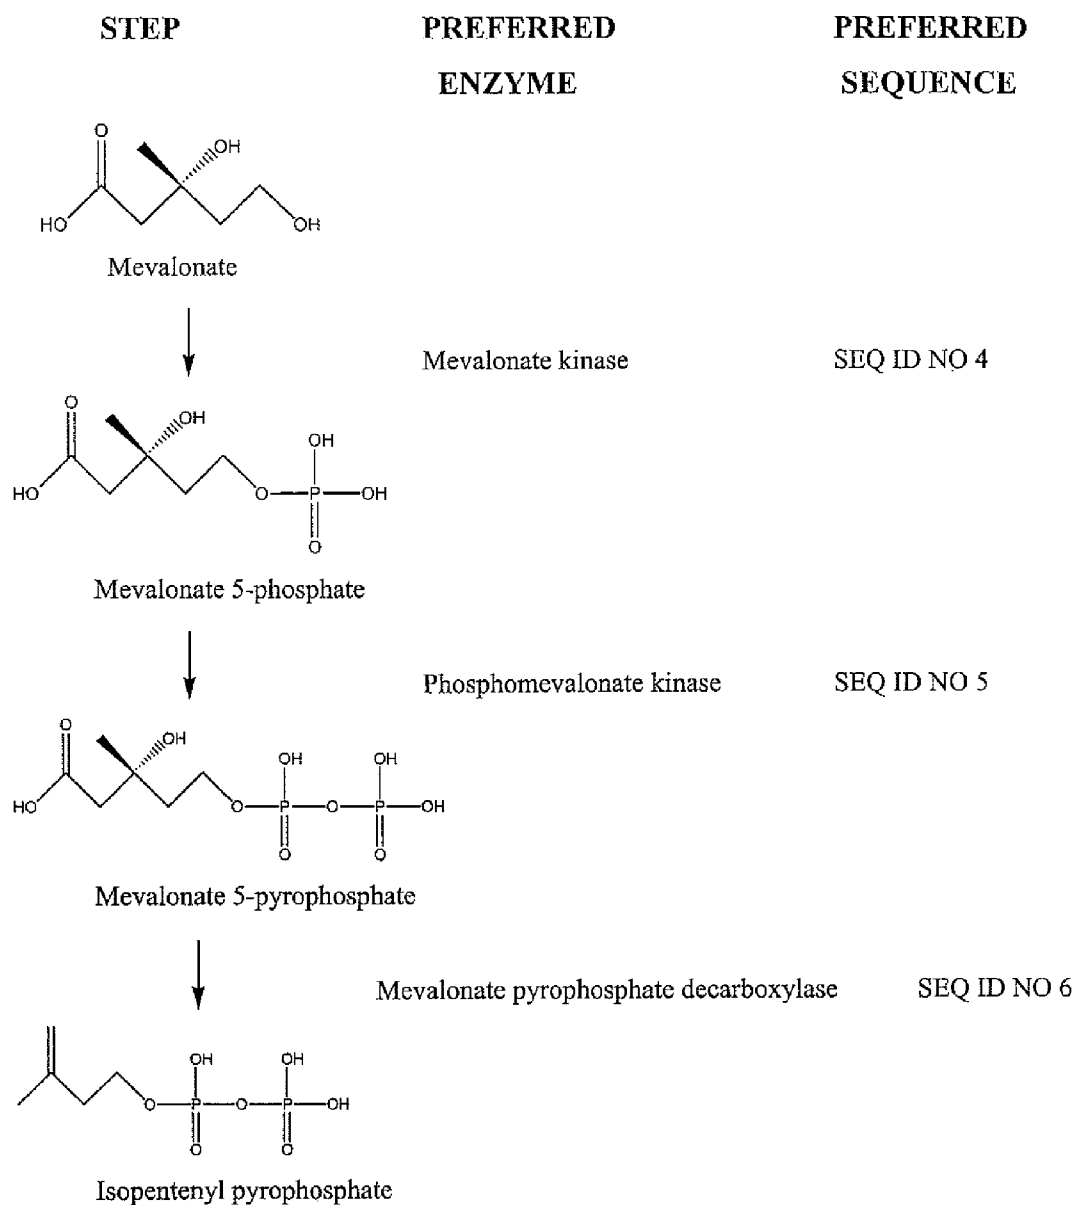 STEP PREFERRED PREFERRED
ENZYME SEQUENCE
O
OH
HO OH
Mevalonate
Mevalonate kinase SEQ ID NO 4
O
OH
OH
HO O P OH
O
Mevalonate 5-phosphate
Phosphomevalonate kinase SEQ ID NO 5
O
OH
OH OH
HO O P O P OH
O O
Mevalonate 5-pyrophosphate
Mevalonate pyrophosphate decarboxylase SEQ ID NO 6
OH OH
O P O P OH
O O
Isopentenyl pyrophosphate